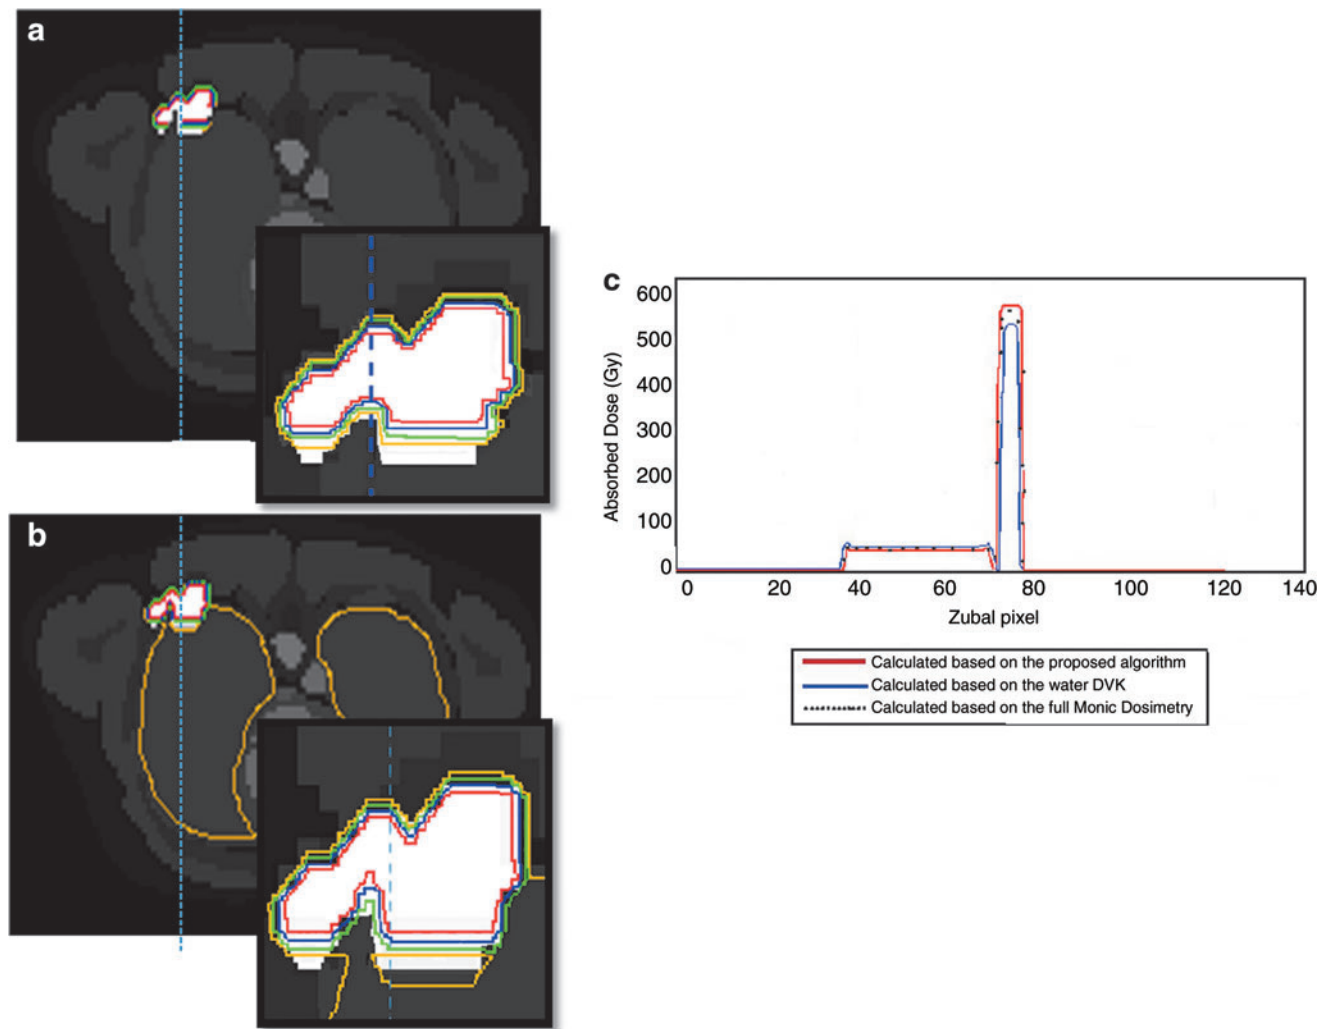 a
b
c
600
500
400
300
200
100
0
Absorbed Dose (Gy)
0 20 40 60 80 100 120 140
Zubal pixel
Calculated based on the proposed algorithm
Calculated based on the water DVK
Calculated based on the full Monic Dosimetry